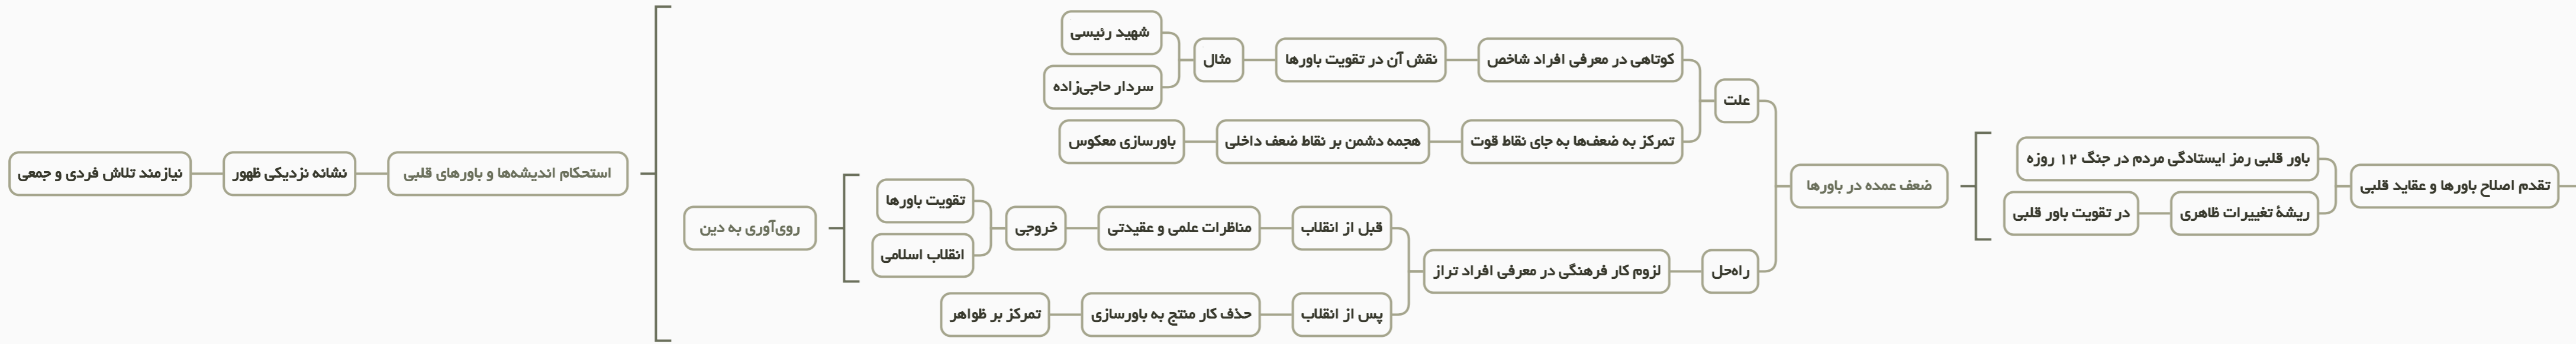 تقدم اصلاح باورها و عقاید قلبی
باور قلبی رمز ایستادگی مردم در جنگ ۱۲ روزه
ریشهٔ تغییرات ظاهری
در تقویت باور قلبی
ضعف عمده در باورها
علت
کوتاهی در معرفی افراد شاخص
نقش آن در تقویت باورها
مثال
شهید رئیسی
سردار حاجی‌زاده
تمرکز به ضعف‌ها به جای نقاط قوت
هجمه دشمن بر نقاط ضعف داخلی
باورسازی معکوس
راه‌حل
لزوم کار فرهنگی در معرفی افراد تراز
قبل از انقلاب
مناظرات علمی و عقیدتی
خروجی
تقویت باورها
انقلاب اسلامی
روی‌آوری به دین
پس از انقلاب
حذف کار منتج به باورسازی
تمرکز بر ظواهر
استحکام اندیشه‌ها و باورهای قلبی
نشانه نزدیکی ظهور
نیازمند تلاش فردی و جمعی